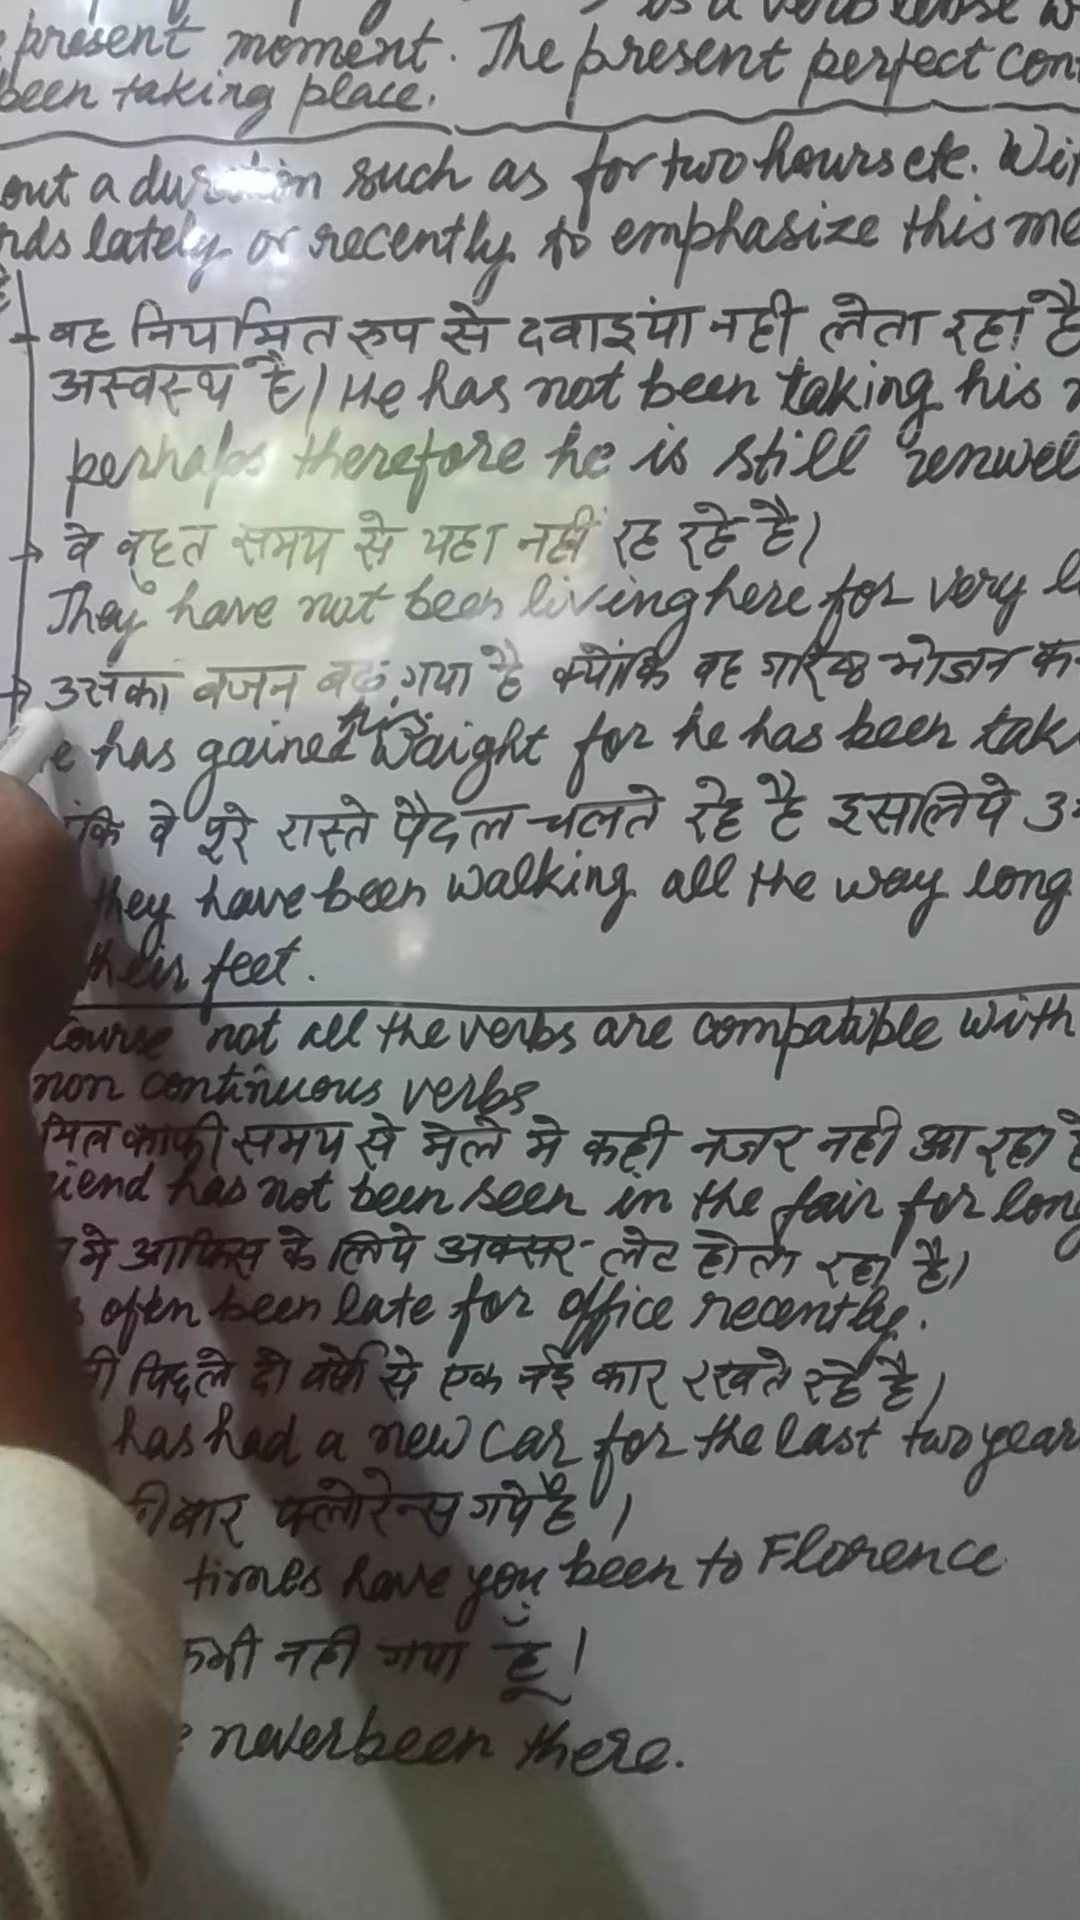 is a verb tense
present moment. The present perfect con
been taking place.
out a duration such as for two hours etc. Wit
rds lately or recently to emphasize this me
वह नियमित रुप से दवाइंया नही लेता रहा है
अस्वस्थ है। He has not been taking his
perhaps therefore he is still unwel
→ वे बहुत समय से यहा नहीं रह रहे है।
They have not been living here for very l
→ उसका वजन बढ़ गया है क्योंकि वह गरिष्ठ भोजन क
e has gained his waight for he has been tak
कि वे पूरे रास्ते पैदल चलते रहे है इसलिये उ
they have been walking all the way long
their feet.
course not all the verbs are compatible with
non continuous verbs
मित्र काफी समय से मेले मे कही नजर नही आ रहा है
riend has not been seen in the fair for long
मे आफिस के लिये अक्सर लेट होता रहा है।
s often been late for office recently.
पिछले दो वर्षो से एक नई कार रखते रहे है।
has had a new car for the last two year
बार फ्लोरेन्स गये है।
times have you been to Florence
कभी नही गया हूँ।
e never been there.